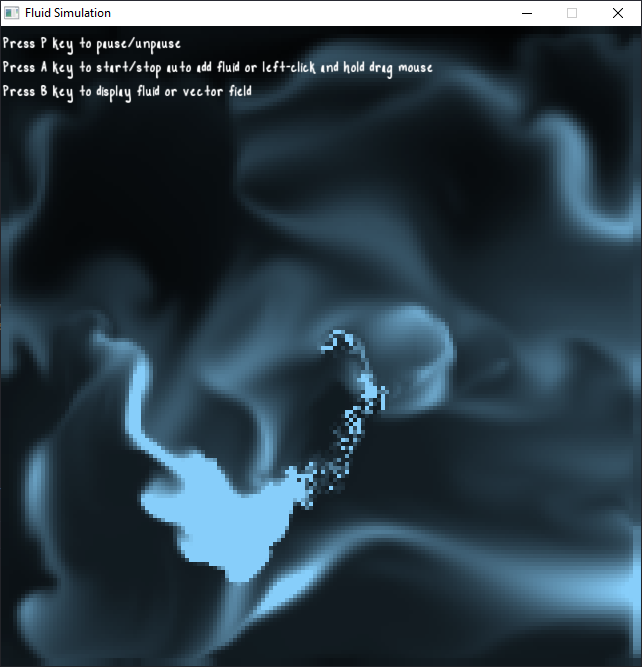 Fluid Simulation
Press P key to pause/unpause
Press A key to start/stop auto add fluid or left-click and hold drag mouse
Press B key to display fluid or vector field